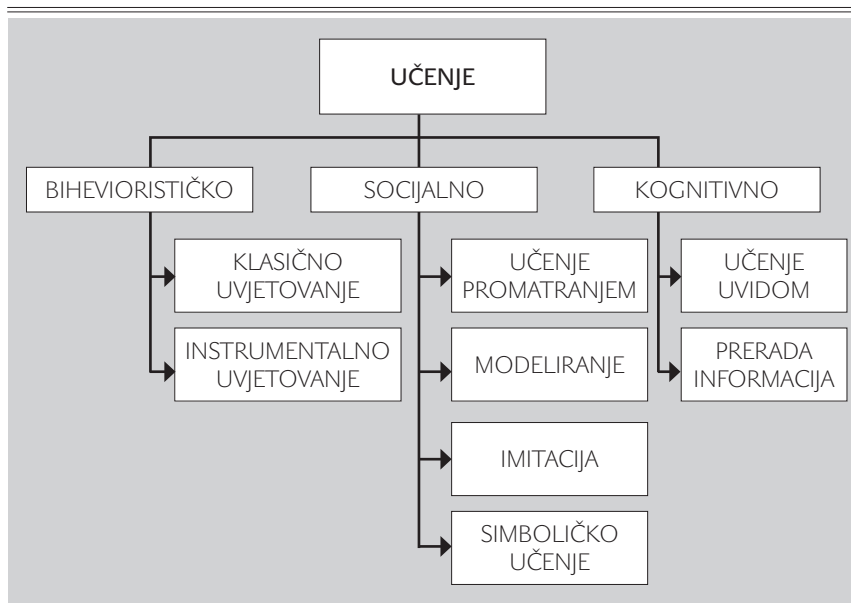 UČENJE
BIHEVIORISTIČKO
SOCIJALNO
KOGNITIVNO
KLASIČNO
UVJETOVANJE
INSTRUMENTALNO
UVJETOVANJE
UČENJE
PROMATRANJEM
MODELIRANJE
IMITACIJA
SIMBOLIČKO
UČENJE
UČENJE
UVIDOM
PRERADA
INFORMACIJA